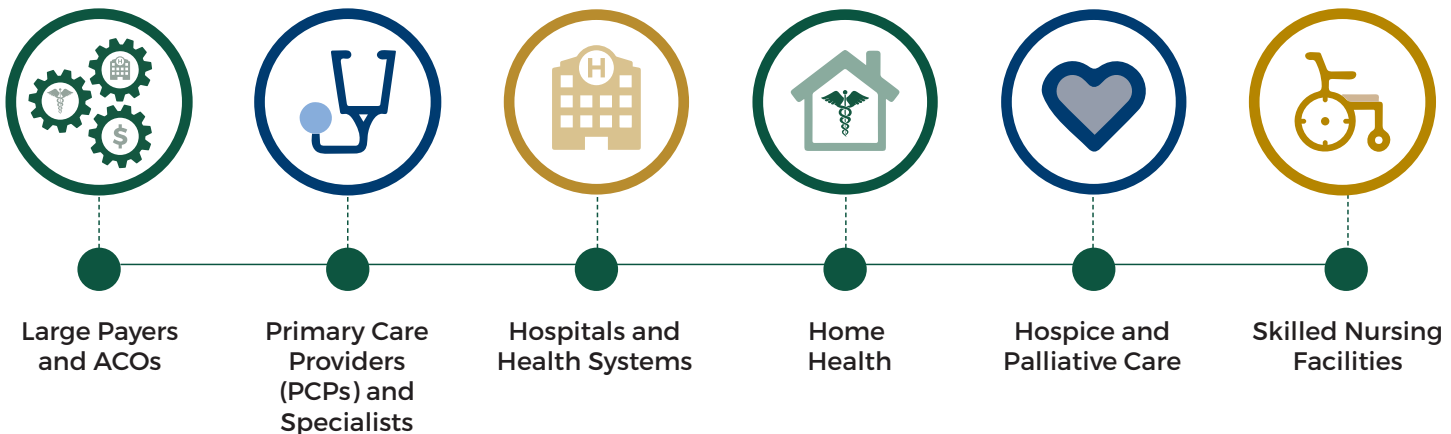 H
$
H
Large Payers
and ACOs
Primary Care
Providers
(PCPs) and
Specialists
Hospitals and
Health Systems
Home
Health
Hospice and
Palliative Care
Skilled Nursing
Facilities